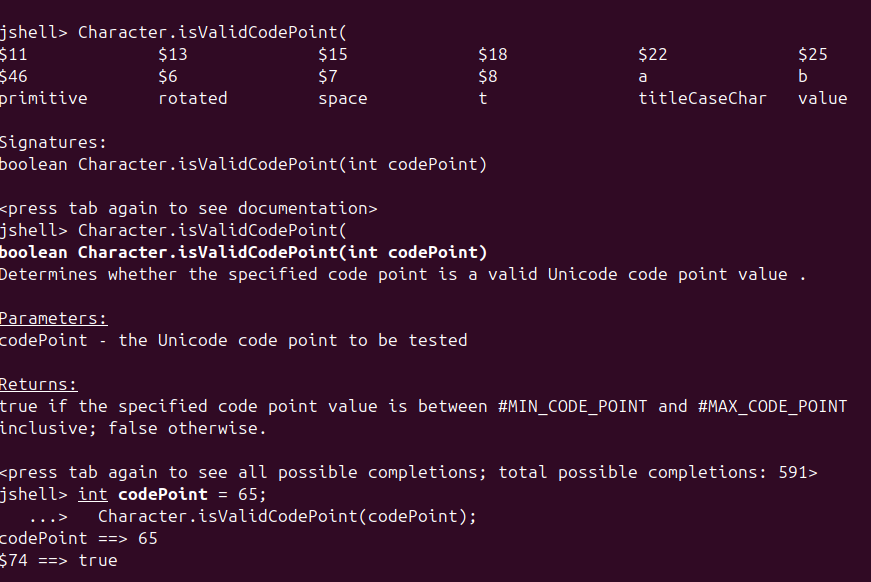 jshell> Character.isValidCodePoint(
$11 $13 $15 $18 $22 $25
$46 $6 $7 $8 a b
primitive rotated space t titleCaseChar value
Signatures:
boolean Character.isValidCodePoint(int codePoint)
<press tab again to see documentation>
jshell> Character.isValidCodePoint(
boolean Character.isValidCodePoint(int codePoint)
Determines whether the specified code point is a valid Unicode code point value .
Parameters:
codePoint - the Unicode code point to be tested
Returns:
true if the specified code point value is between #MIN_CODE_POINT and #MAX_CODE_POINT
inclusive; false otherwise.
<press tab again to see all possible completions; total possible completions: 591>
jshell> int codePoint = 65;
...> Character.isValidCodePoint(codePoint);
codePoint ==> 65
$74 ==> true